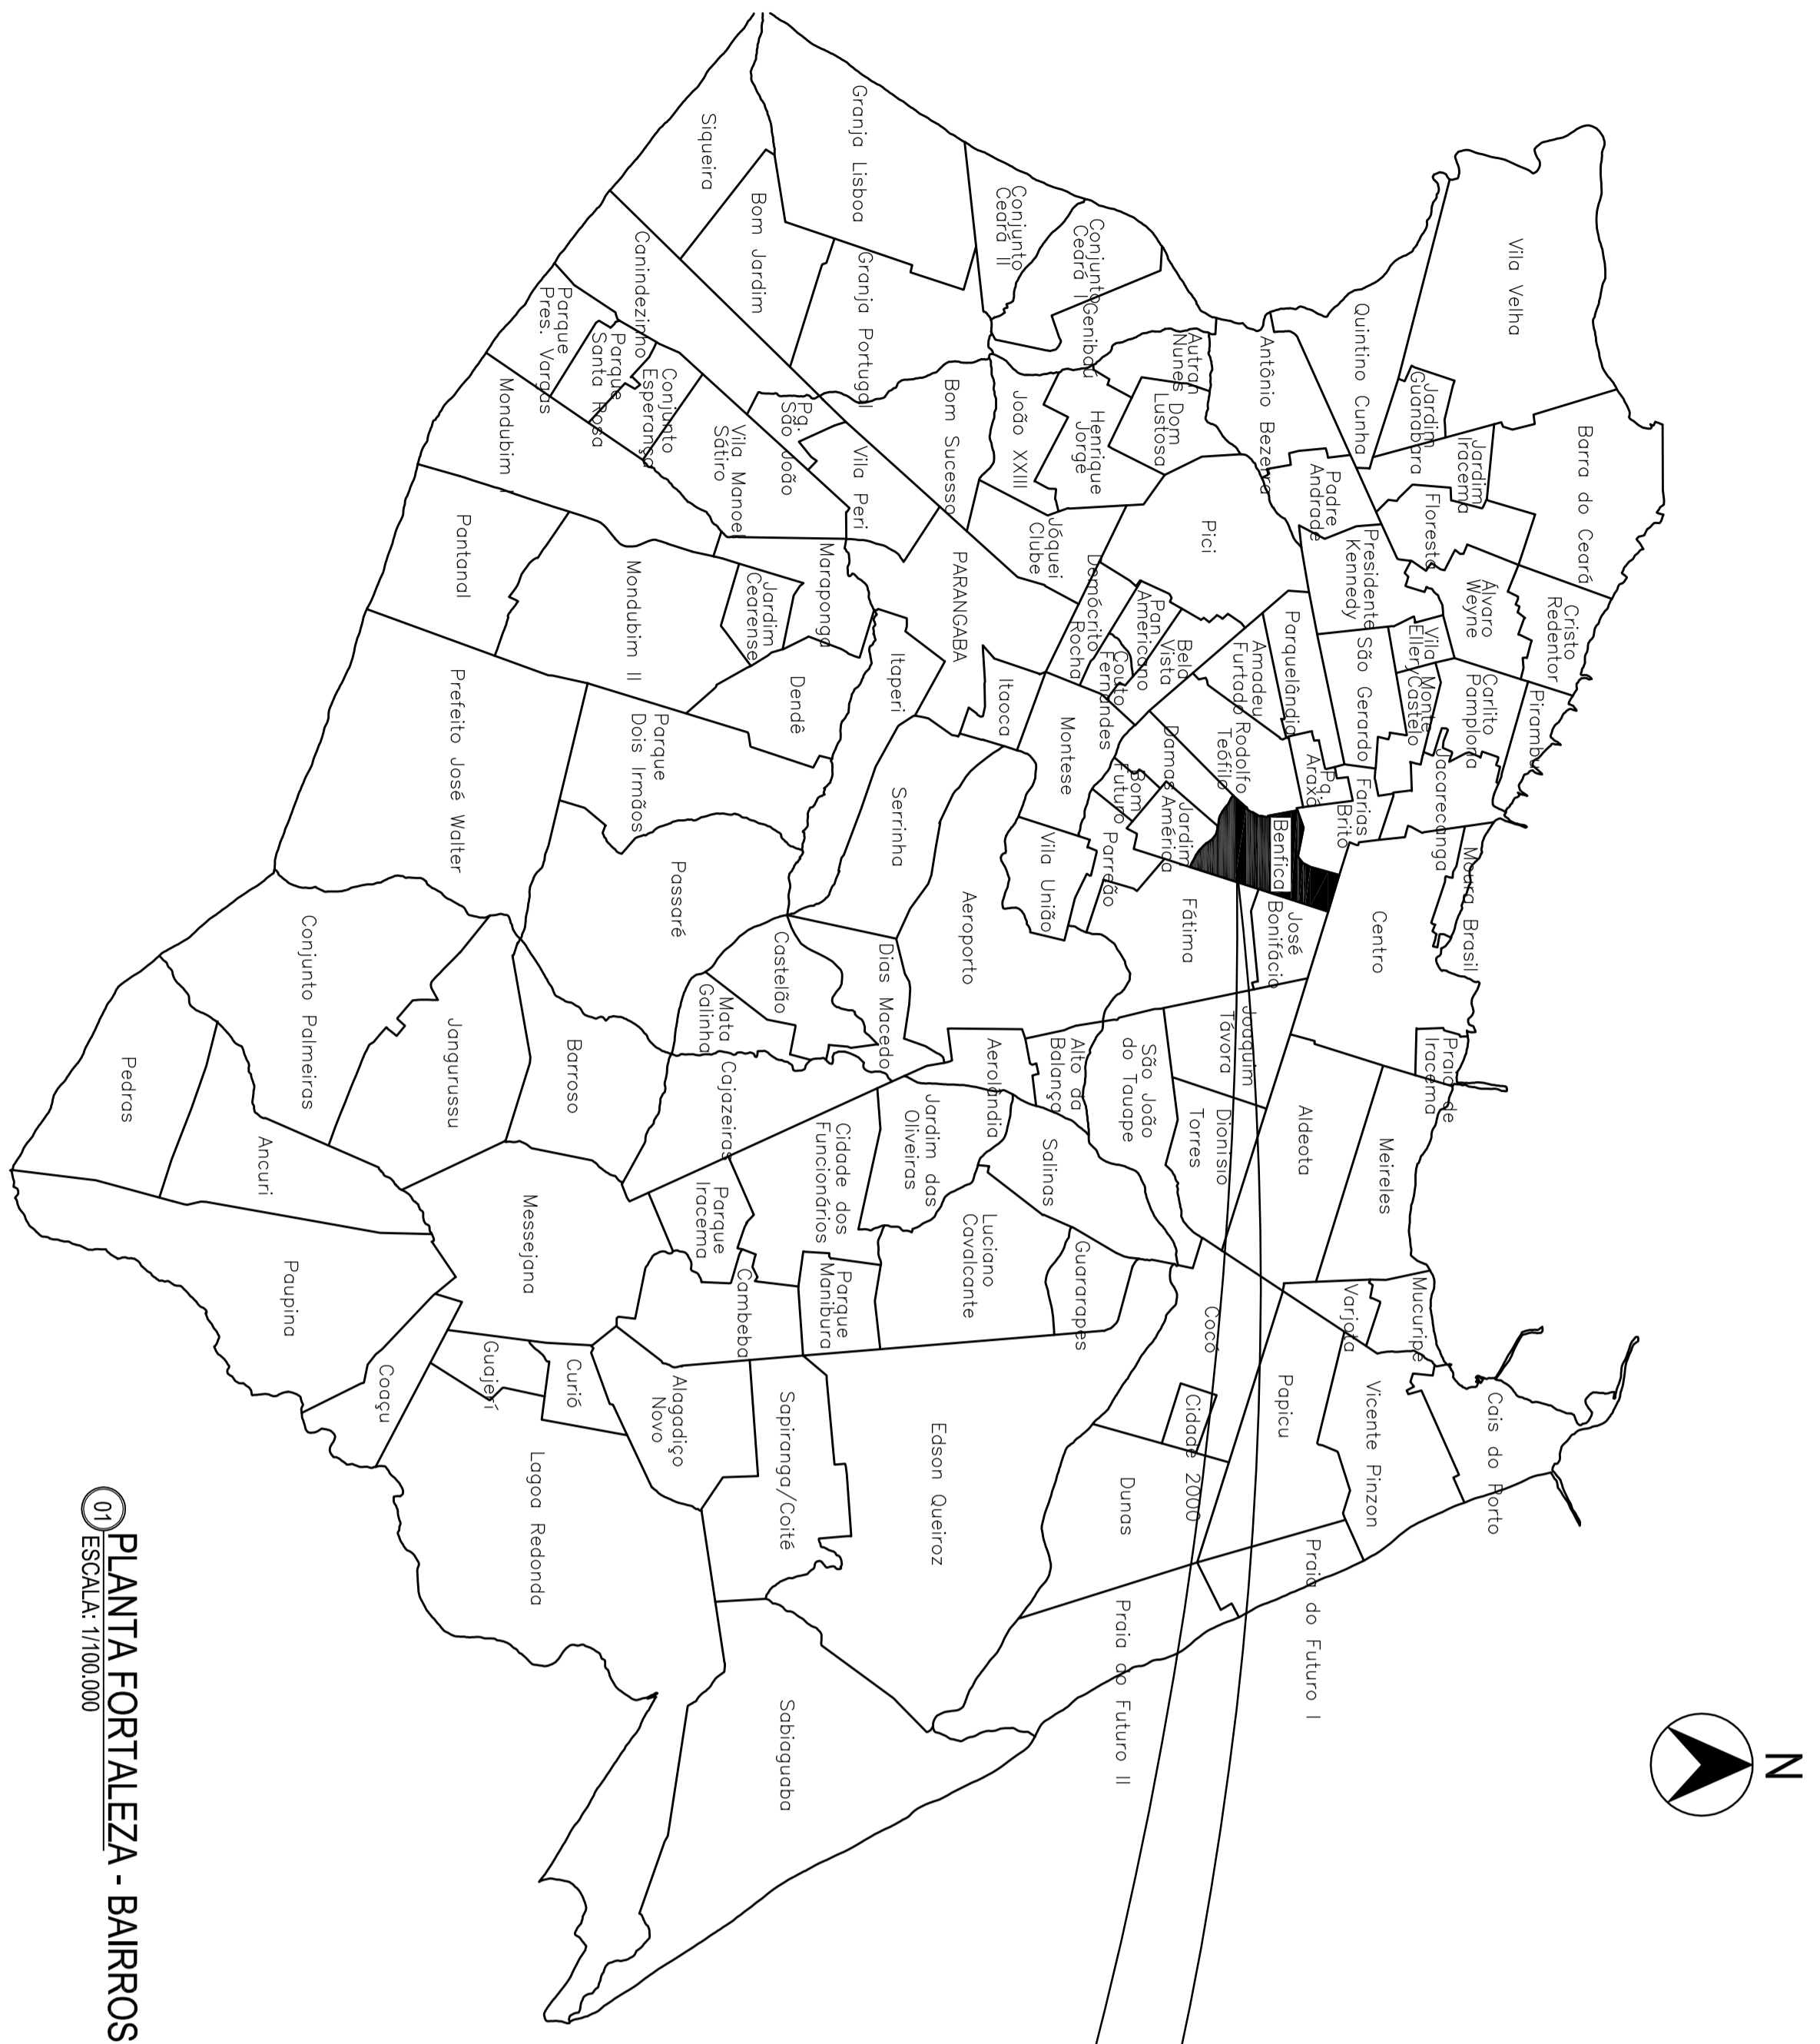 N
Vila Velha
Barra do Ceará
Quintino Cunha
Jardim
Guanabara
Jardim
Iracema
Floresta
Cristo
Redentor
Álvaro
Weyne
Pirambu
Carlito
Pamplona
Vila
Ellery
Monte
Castelo
Jacarecanga
Moura Brasil
Centro
Praia de
Iracema
Meireles
Aldeota
Mucuripe
Varjota
Vicente Pinzon
Cais do Porto
Papicu
Praia do Futuro I
Antônio Bezerra
Padre
Andrade
Presidente
Kennedy
São Gerardo
Farias
Brito
Parquelândia
Pq.
Araxá
Amadeu
Furtado
Rodolfo
Teófilo
Benfica
José
Bonifácio
Joaquim
Távora
Dionísio
Torres
Cocó
Cidade 2000
Dunas
Praia do Futuro II
Autran
Nunes
Dom
Lustosa
Pici
Bela
Vista
Pan
Americano
Couto
Fernandes
Demócrito
Rocha
Damas
Jardim
América
Bom
Futuro
Parreão
Fátima
São João
do Tauape
Conjunto
Ceará I
Genibaú
Henrique
Jorge
Conjunto
Ceará II
João XXIII
Jóquei
Clube
Montese
Vila União
Alto da
Balança
Aerolândia
Salinas
Guararapes
Luciano
Cavalcante
Itaoca
Aeroporto
PARANGABA
Bom Sucesso
Granja Lisboa
Granja Portugal
Vila Peri
Itaperi
Serrinha
Dias Macedo
Jardim das
Oliveiras
Cidade dos
Funcionários
Parque
Manibura
Edson Queiroz
Siqueira
Bom Jardim
Pq.
São João
Vila Manoel
Sátiro
Maraponga
Jardim
Cearense
Dendê
Castelão
Mata
Galinha
Cajazeiras
Parque
Iracema
Cambeba
Sapiranga/Coité
Sabiaguaba
Canindezinho
Conjunto
Esperança
Parque
Santa Rosa
Parque
Pres. Vargas
Mondubim
Mondubim II
Parque
Dois Irmãos
Passaré
Barroso
Messejana
Alagadiço
Novo
Curió
Guajerú
Lagoa Redonda
Pantanal
Prefeito José Walter
Jangurussu
Conjunto Palmeiras
Ancuri
Paupina
Coaçu
Pedras
01
PLANTA FORTALEZA - BAIRROS
ESCALA: 1/100.000